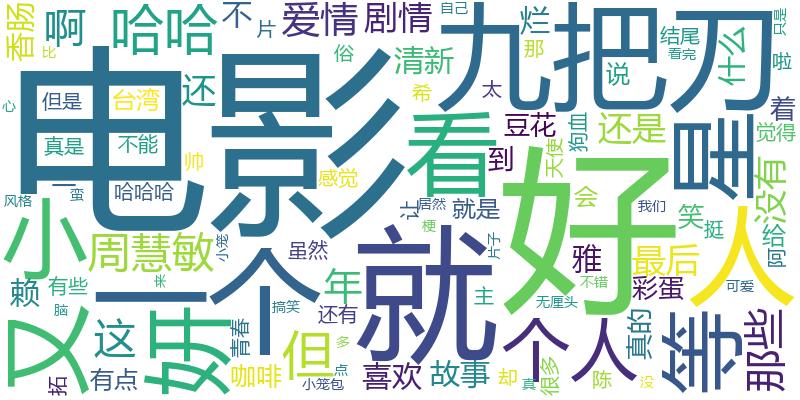 电影
好
九把刀
就
一个
看
小
又
妍
等
人
个人
星
哈哈
爱情
剧情
啊
香肠
不
片
烂
自己
比
俗
清新
那
结尾
看完
什么
只是
啦
说
心
但是
台湾
还
希
太
豆花
狗血
还是
着
觉得
真是
不能
帅
到
天使
没有
一
蛮
哈哈哈
感觉
让
居然
就是
会
我们
笑
挺
给
阿
风格
周慧敏
小笼
虽然
梗
片子
雅
最后
赖
有些
来
年
主
无厘头
不错
彩蛋
可爱
脑
搞笑
还有
这
青春
但
多
真的
那些
拓
有点
咖啡
点
小笼包
喜欢
故事
却
真
很多
陈
没